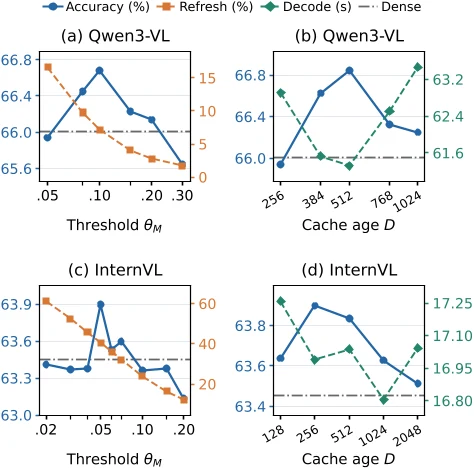 Accuracy (%) Refresh (%) Decode (s) Dense
(a) Qwen3-VL
66.8
66.4
66.0
65.6
15
10
5
0
.05 .10 .20 .30
Threshold θM
(b) Qwen3-VL
66.8
66.4
66.0
63.2
62.4
61.6
256 384 512 768 1024
Cache age D
(c) InternVL
63.9
63.6
63.3
63.0
60
40
20
.02 .05 .10 .20
Threshold θM
(d) InternVL
63.8
63.6
63.4
17.25
17.10
16.95
16.80
128 256 512 1024 2048
Cache age D